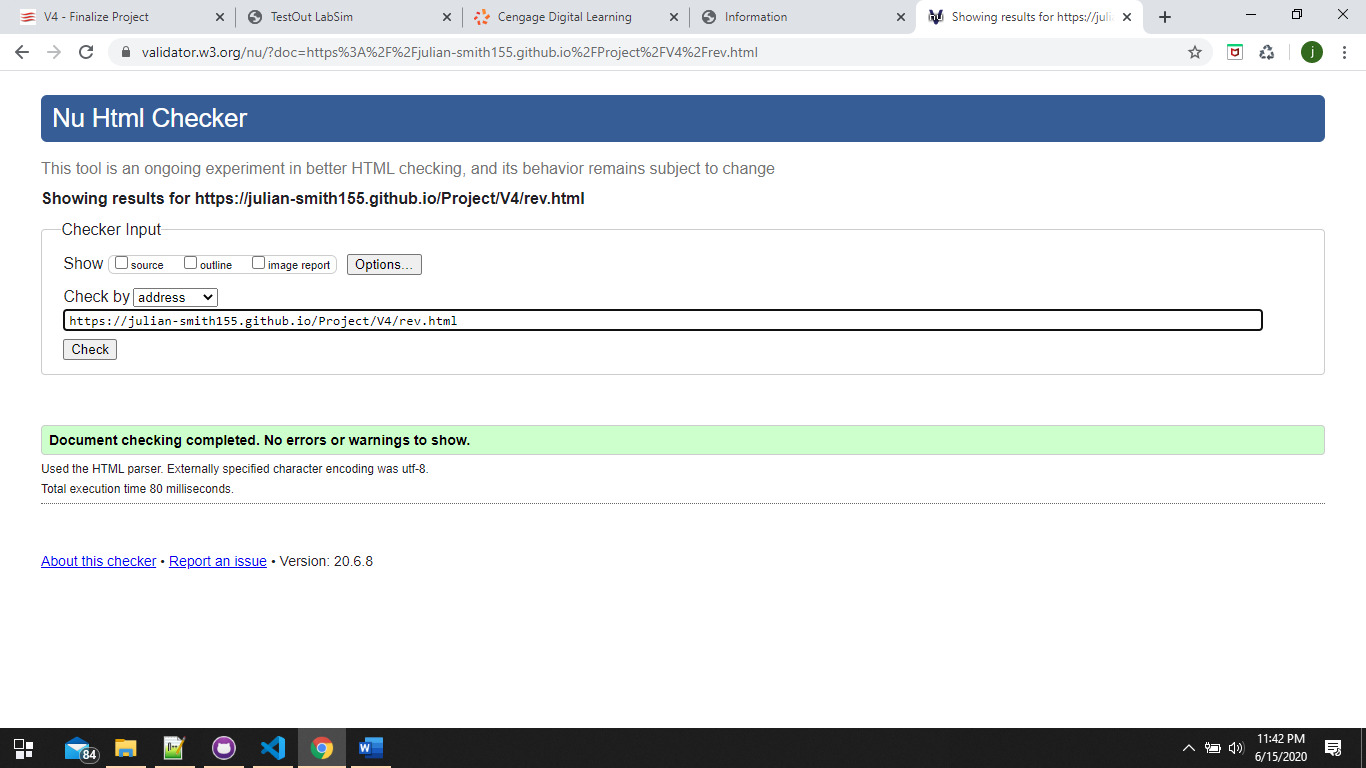 V4 - Finalize Project
TestOut LabSim
Cengage Digital Learning
Information
Showing results for https://juli
validator.w3.org/nu/?doc=https%3A%2F%2Fjulian-smith155.github.io%2FProject%2FV4%2Frev.html
j
Nu Html Checker
This tool is an ongoing experiment in better HTML checking, and its behavior remains subject to change
Showing results for https://julian-smith155.github.io/Project/V4/rev.html
Checker Input
Show source outline image report Options...
Check by address
https://julian-smith155.github.io/Project/V4/rev.html
Check
Document checking completed. No errors or warnings to show.
Used the HTML parser. Externally specified character encoding was utf-8.
Total execution time 80 milliseconds.
About this checker • Report an issue • Version: 20.6.8
84
11:42 PM
6/15/2020